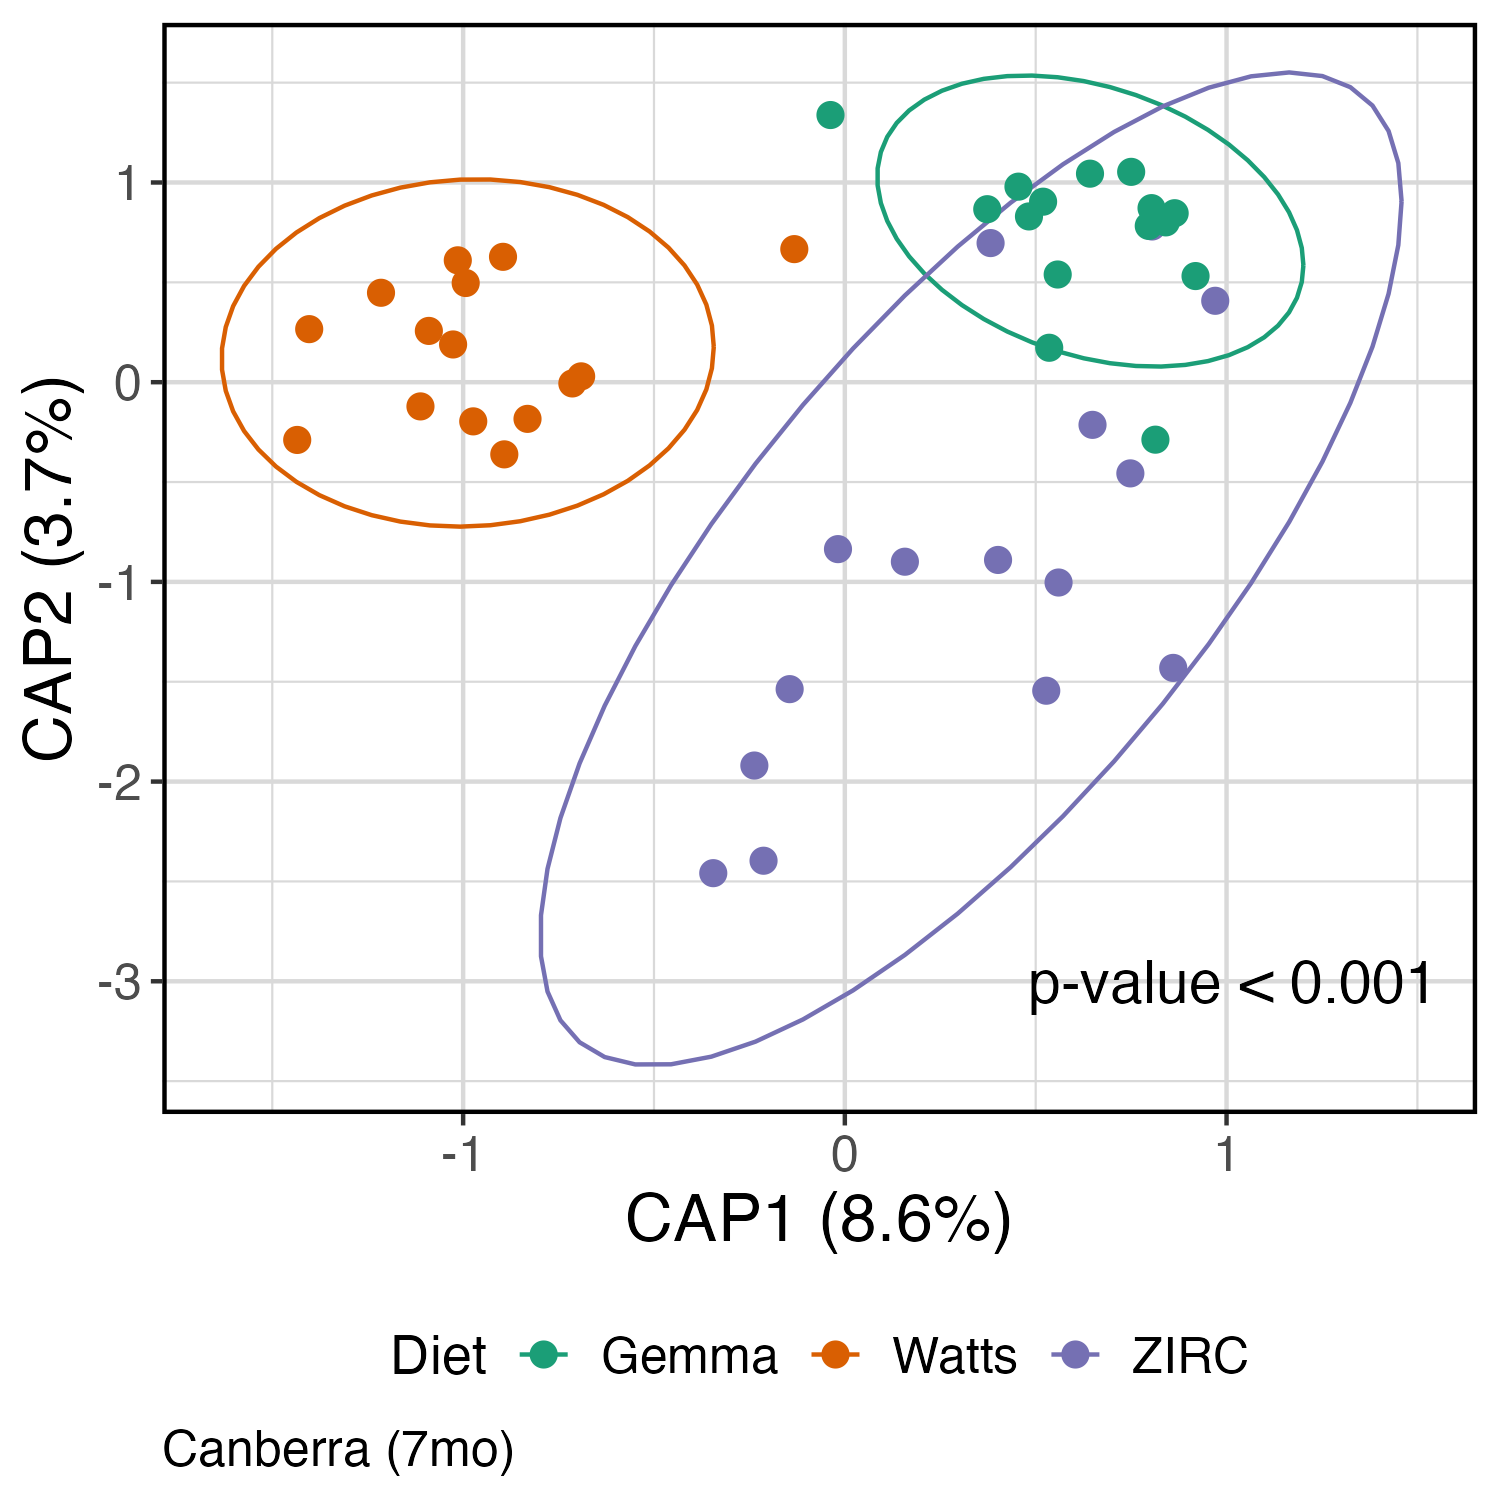 CAP2 (3.7%)
1
0
-1
-2
-3
p-value < 0.001
-1 0 1
CAP1 (8.6%)
Diet Gemma Watts ZIRC
Canberra (7mo)